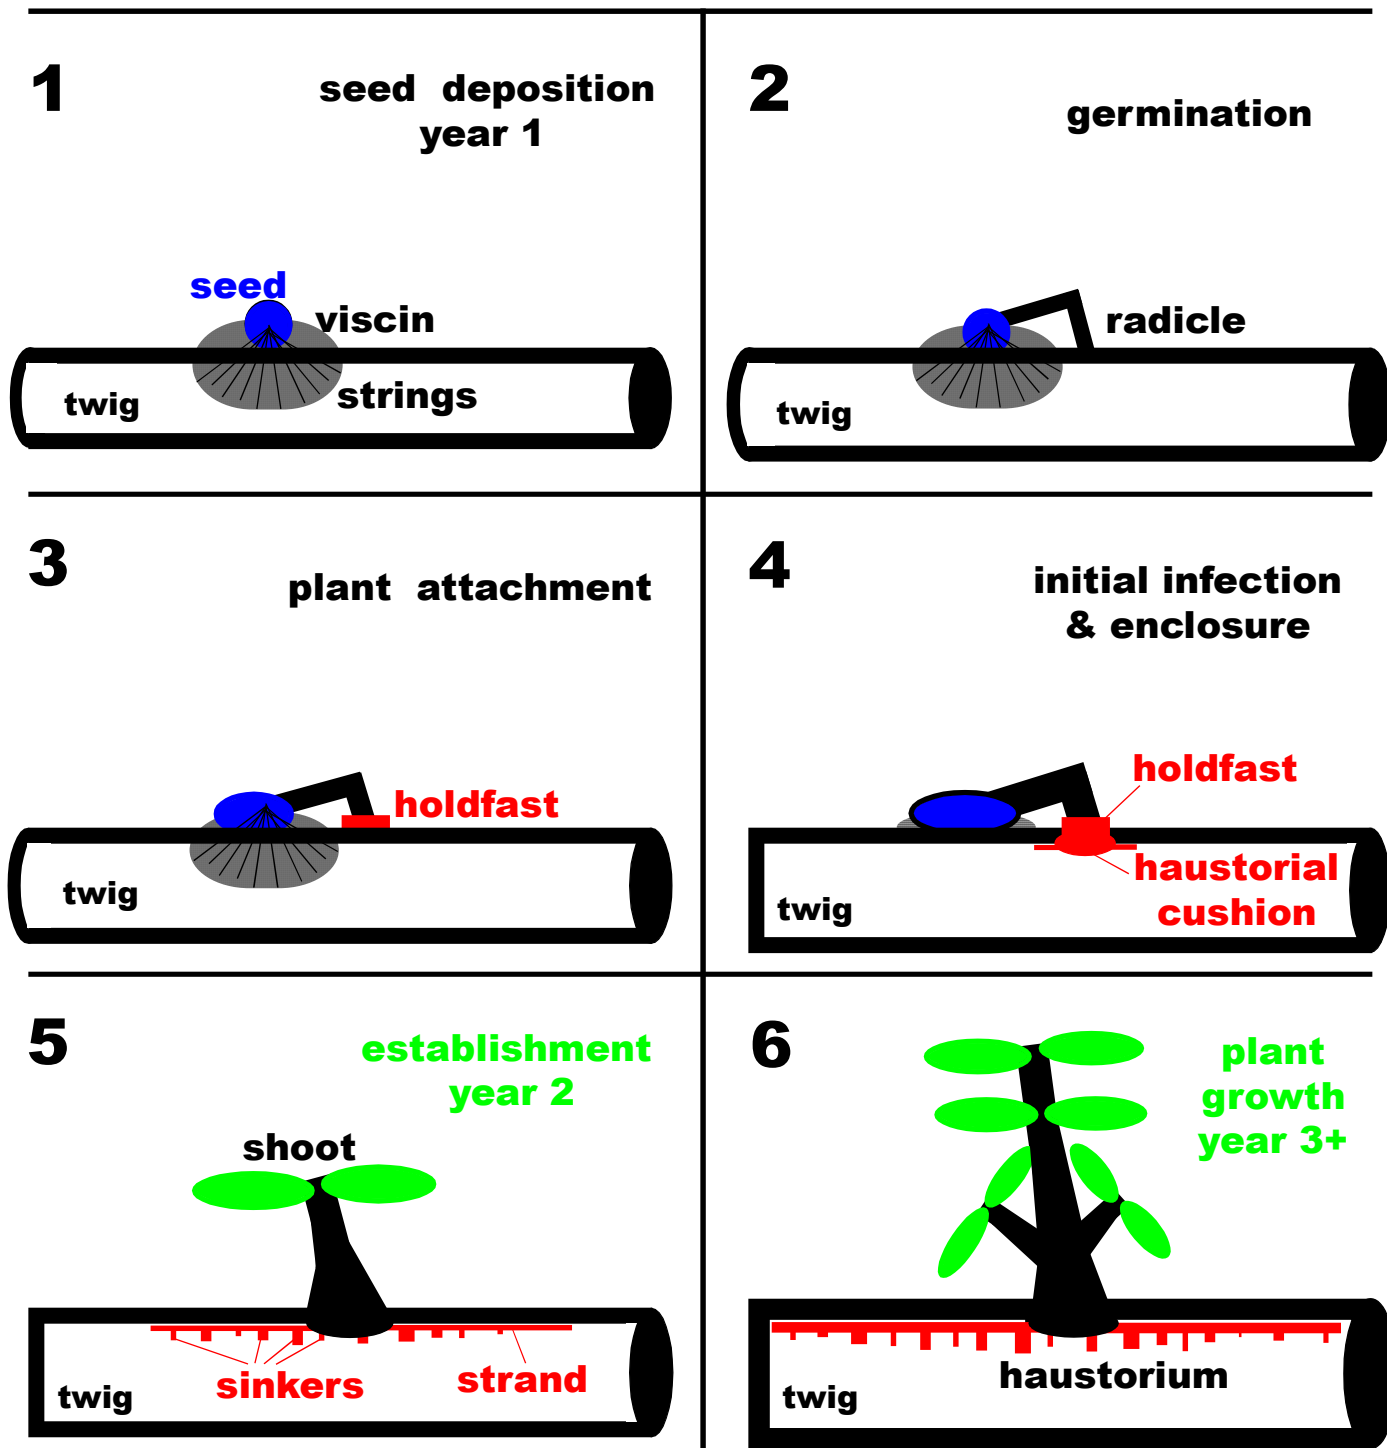 1
seed deposition
year 1
seed
viscin
strings
twig
2
germination
radicle
twig
3
plant attachment
holdfast
twig
4
initial infection
& enclosure
holdfast
haustorial
cushion
twig
5
establishment
year 2
shoot
sinkers
strand
twig
6
plant
growth
year 3+
haustorium
twig